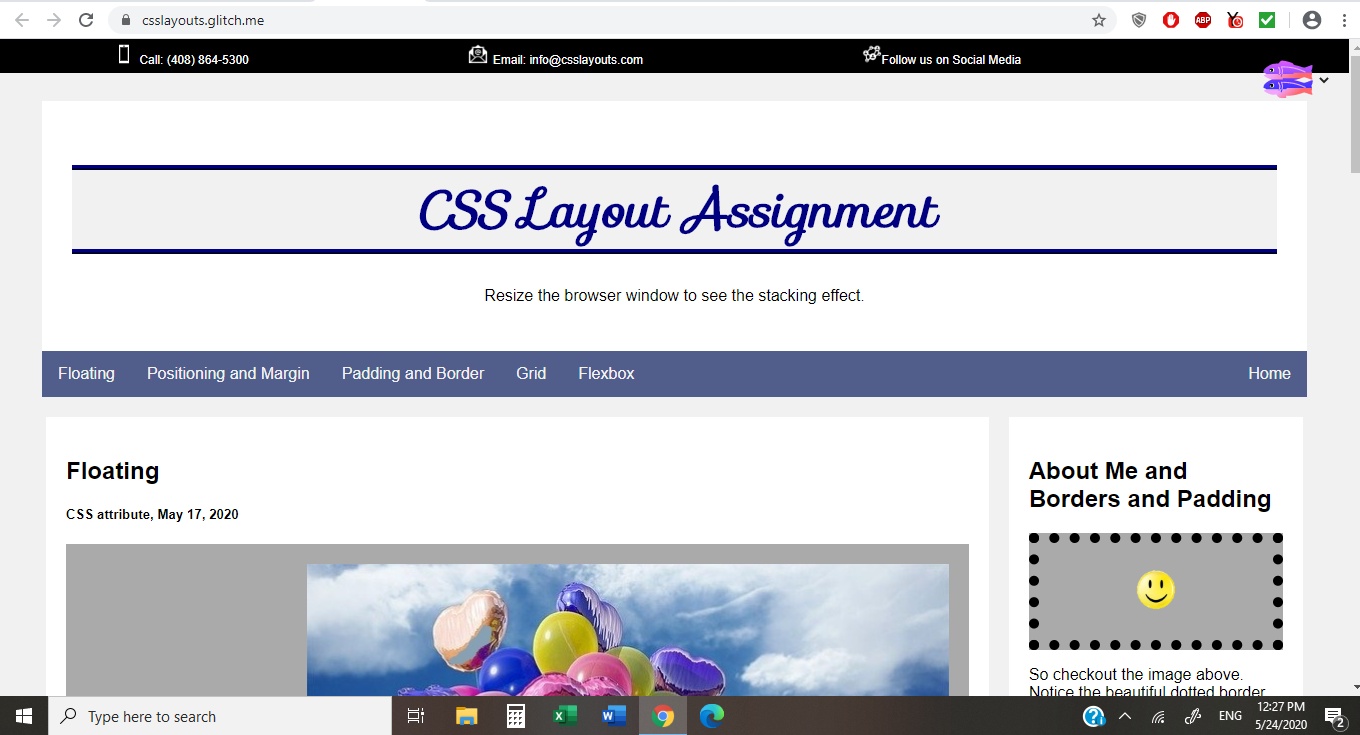 csslayouts.glitch.me
ABP
Call: (408) 864-5300
Email: info@csslayouts.com
Follow us on Social Media
CSS Layout Assignment
Resize the browser window to see the stacking effect.
Floating
Positioning and Margin
Padding and Border
Grid
Flexbox
Home
Floating
CSS attribute, May 17, 2020
About Me and
Borders and Padding
So checkout the image above.
Notice the beautiful dotted border
Type here to search
ENG
12:27 PM
5/24/2020
2